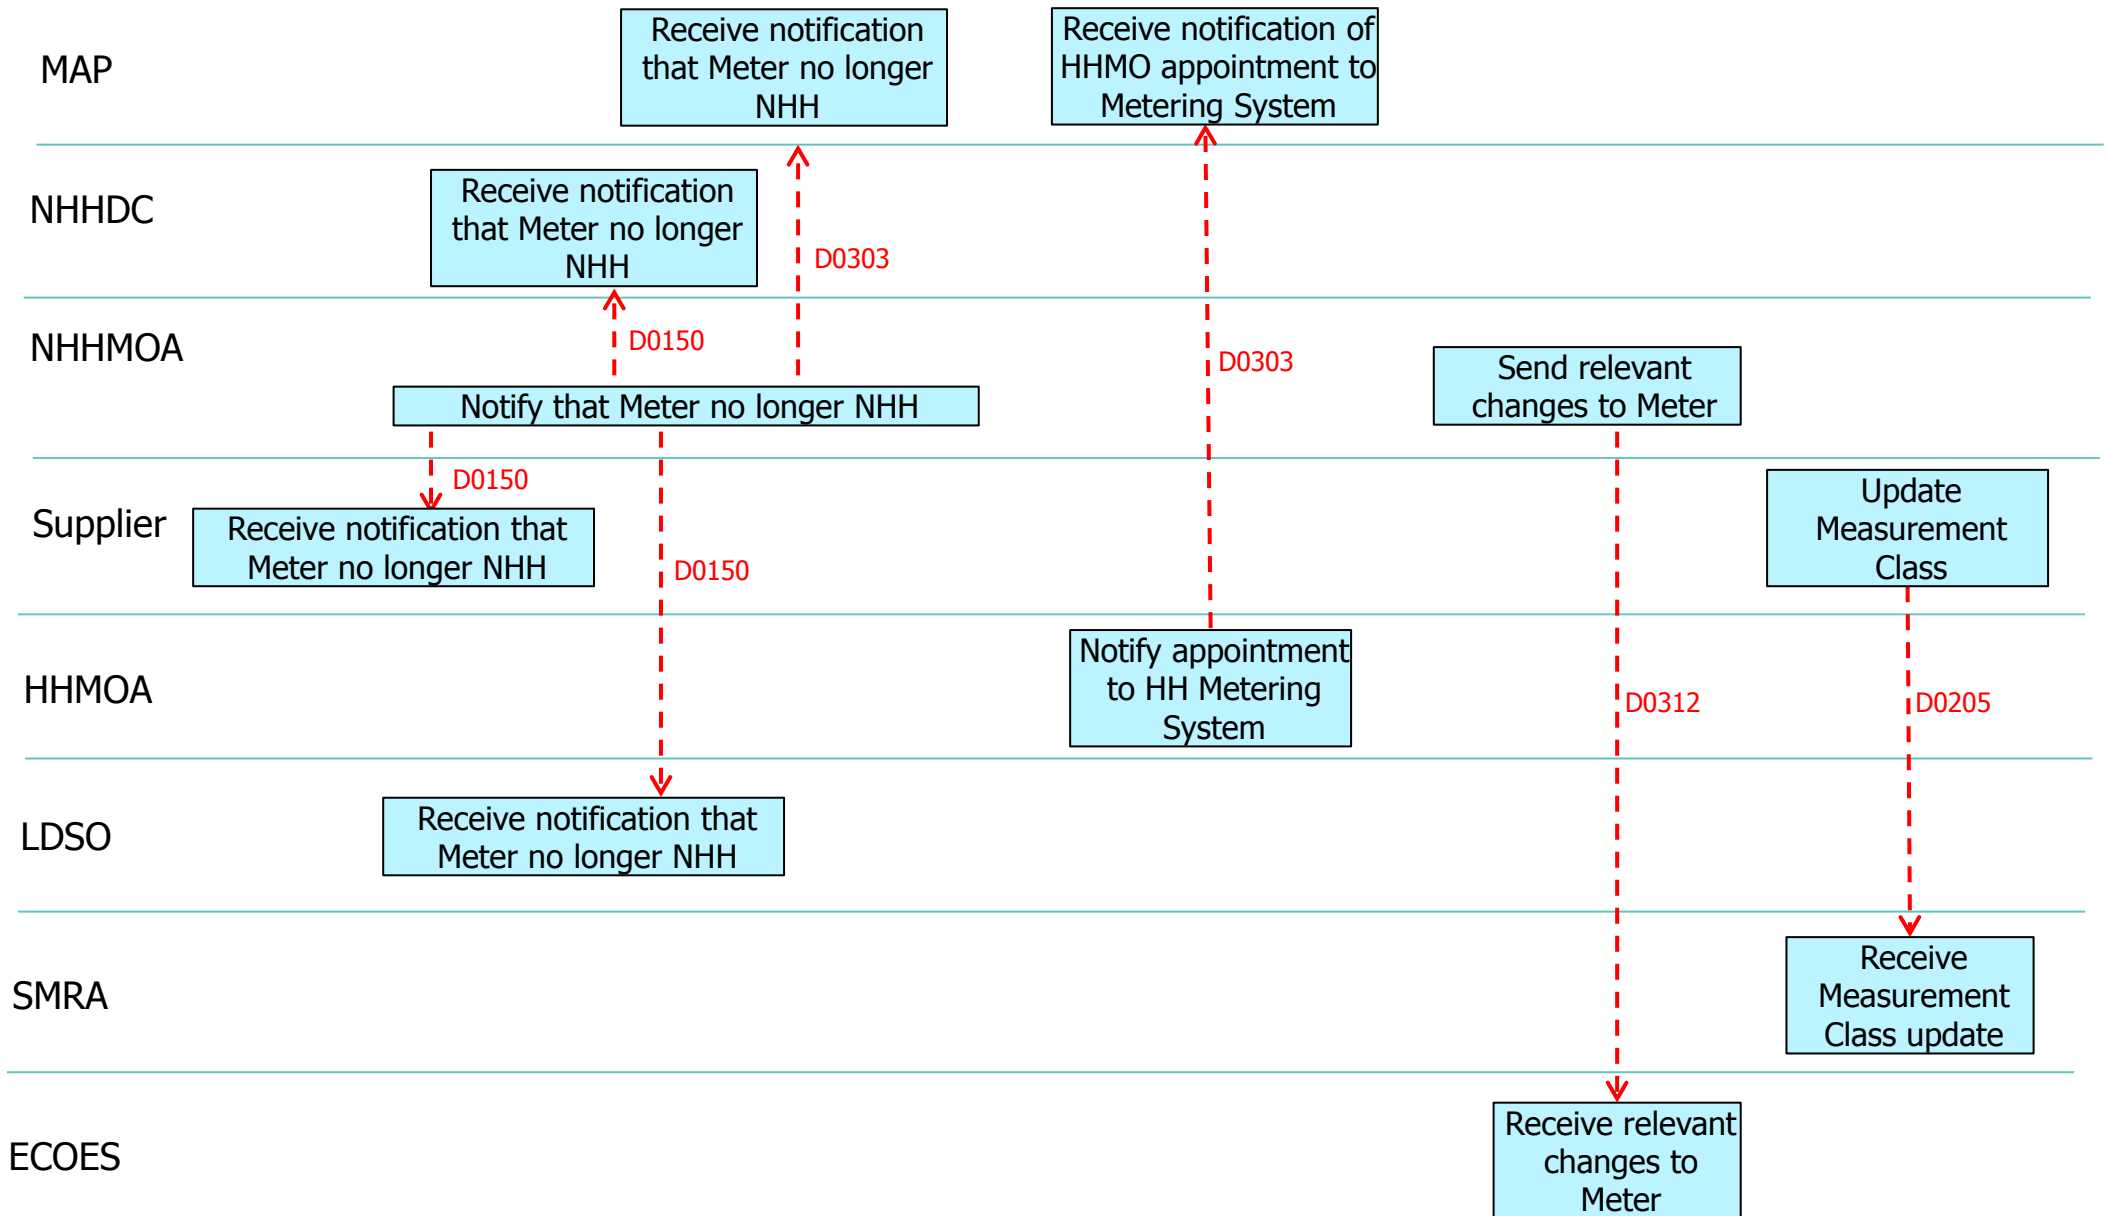 MAP
Receive notification
that Meter no longer
NHH
Receive notification of
HHMO appointment to
Metering System
NHHDC
Receive notification
that Meter no longer
NHH
D0303
NHHMOA
D0150
D0303
Notify that Meter no longer NHH
Send relevant
changes to Meter
Supplier
D0150
Receive notification that
Meter no longer NHH
D0150
Update
Measurement
Class
HHMOA
Notify appointment
to HH Metering
System
D0312
D0205
LDSO
Receive notification that
Meter no longer NHH
SMRA
Receive
Measurement
Class update
ECOES
Receive relevant
changes to
Meter